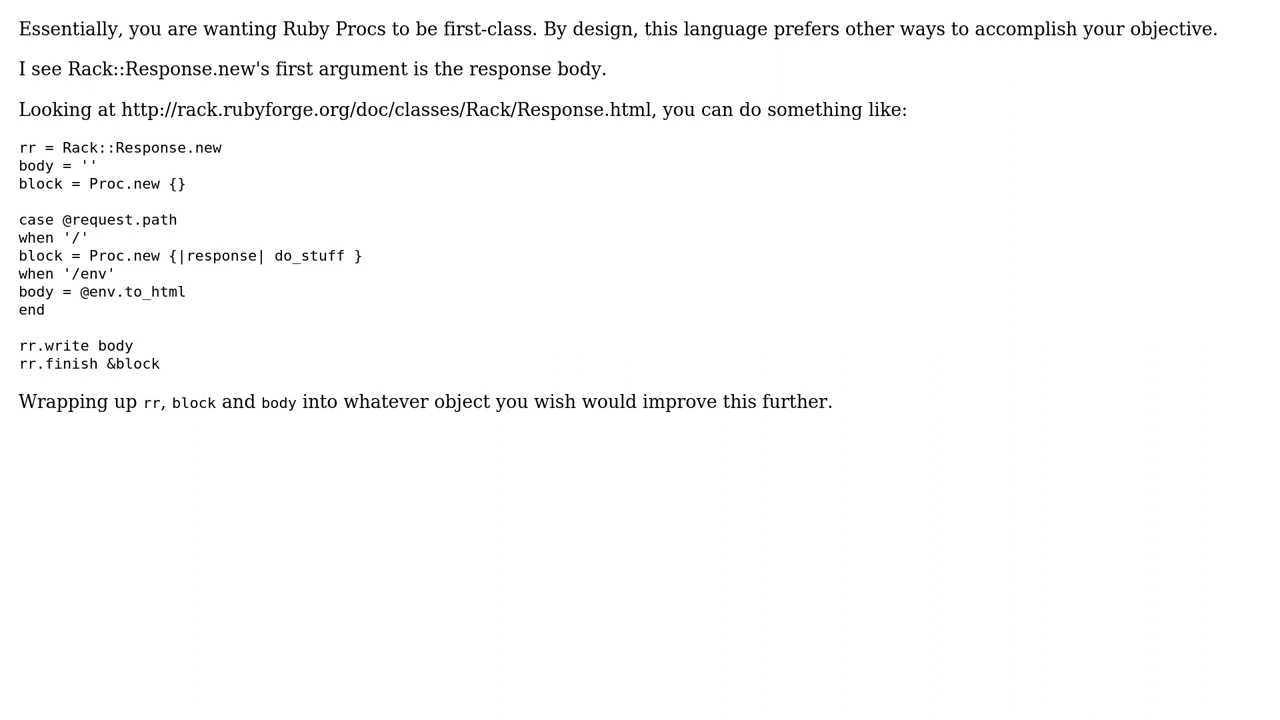 Essentially, you are wanting Ruby Procs to be first-class. By design, this language prefers other ways to accomplish your objective.
I see Rack::Response.new's first argument is the response body.
Looking at http://rack.rubyforge.org/doc/classes/Rack/Response.html, you can do something like:
rr = Rack::Response.new
body = ''
block = Proc.new {}
case @request.path
when '/'
block = Proc.new {|response| do_stuff }
when '/env'
body = @env.to_html
end
rr.write body
rr.finish &block
Wrapping up rr, block and body into whatever object you wish would improve this further.